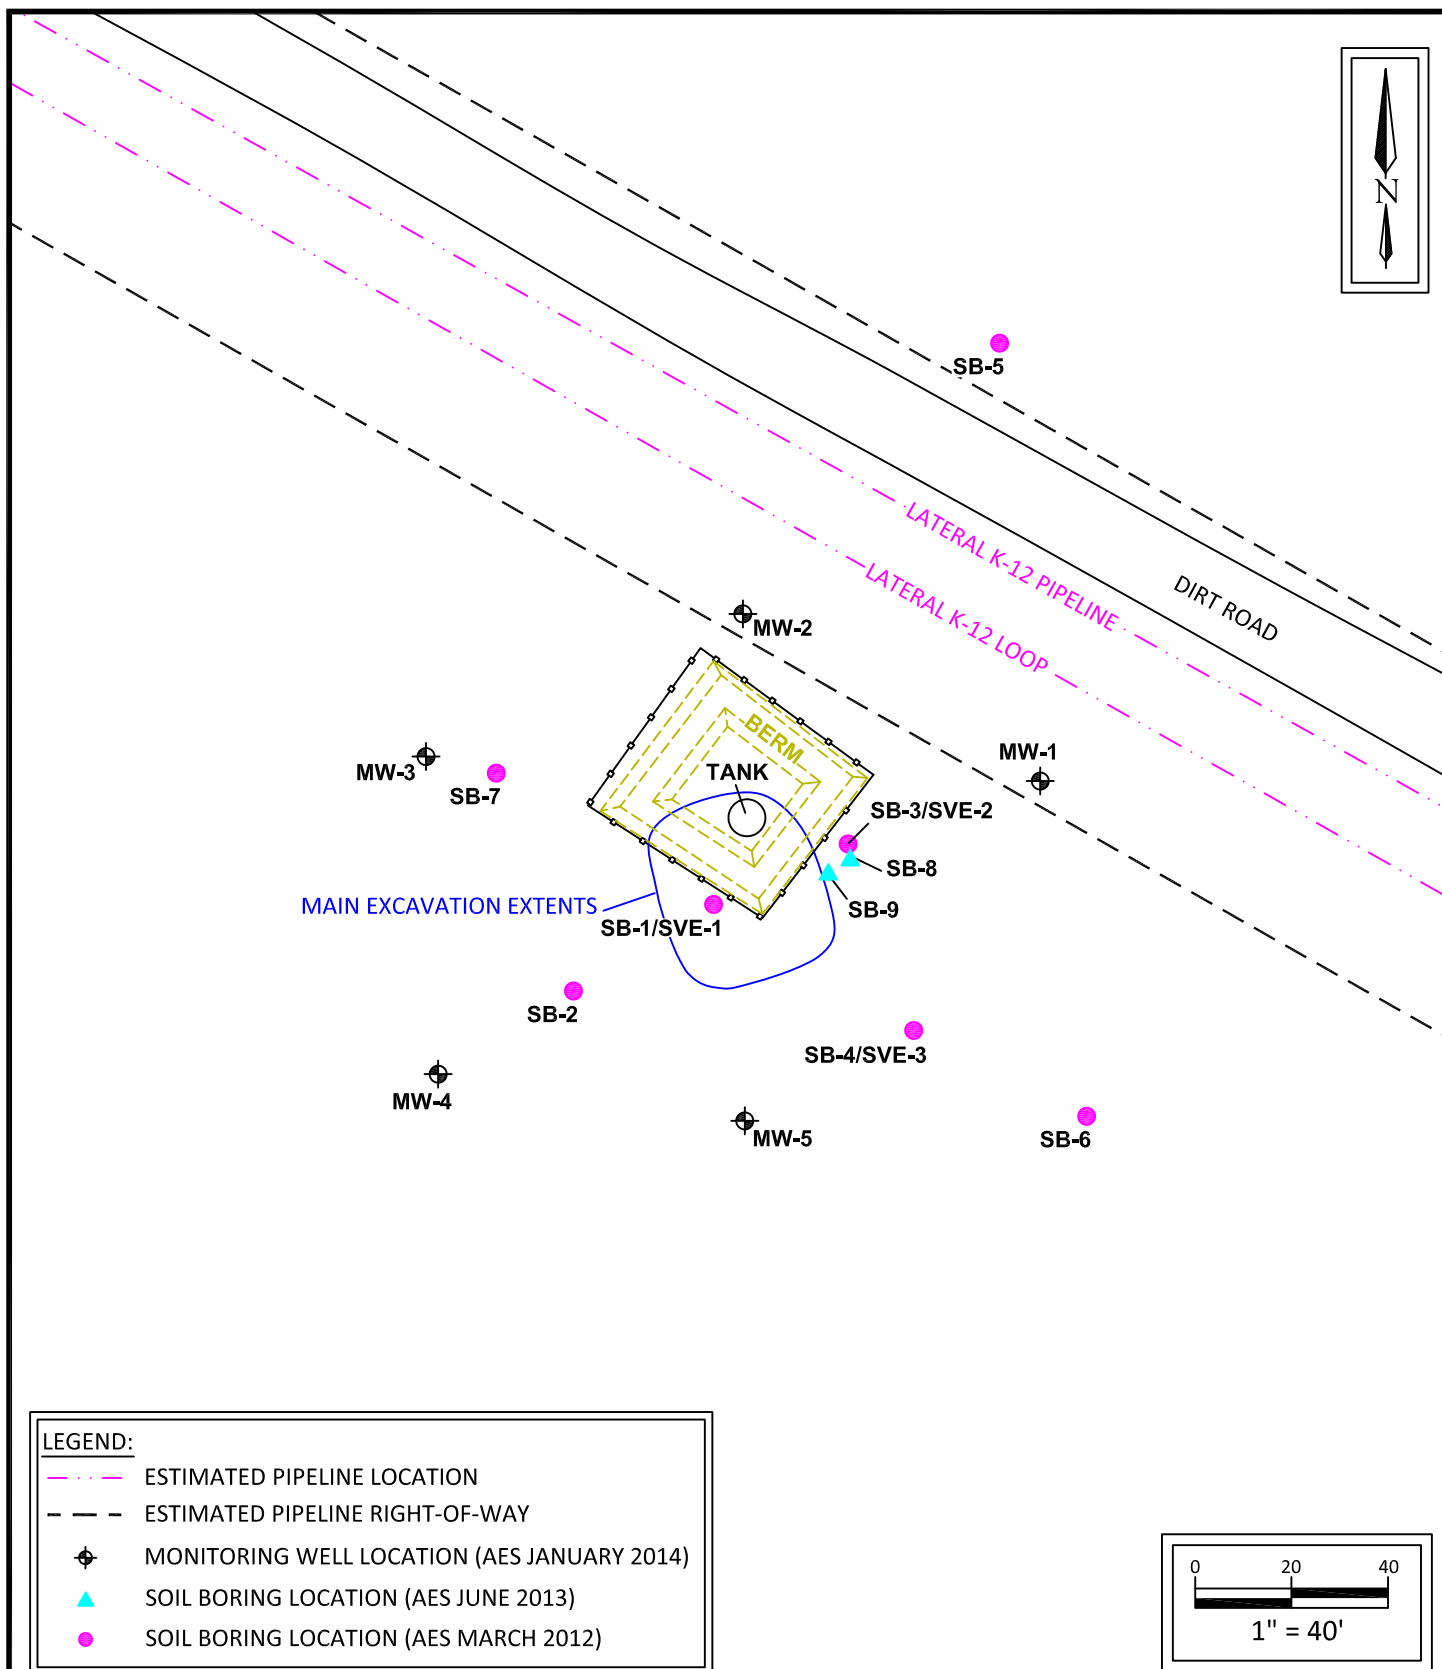 N
SB-5
LATERAL K-12 PIPELINE
LATERAL K-12 LOOP
DIRT ROAD
MW-2
BERM
MW-1
MW-3
SB-7
TANK
SB-3/SVE-2
SB-8
MAIN EXCAVATION EXTENTS
SB-9
SB-1/SVE-1
SB-2
SB-4/SVE-3
MW-4
MW-5
SB-6
LEGEND:
ESTIMATED PIPELINE LOCATION
ESTIMATED PIPELINE RIGHT-OF-WAY
MONITORING WELL LOCATION (AES JANUARY 2014)
SOIL BORING LOCATION (AES JUNE 2013)
SOIL BORING LOCATION (AES MARCH 2012)
0 20 40
1" = 40'